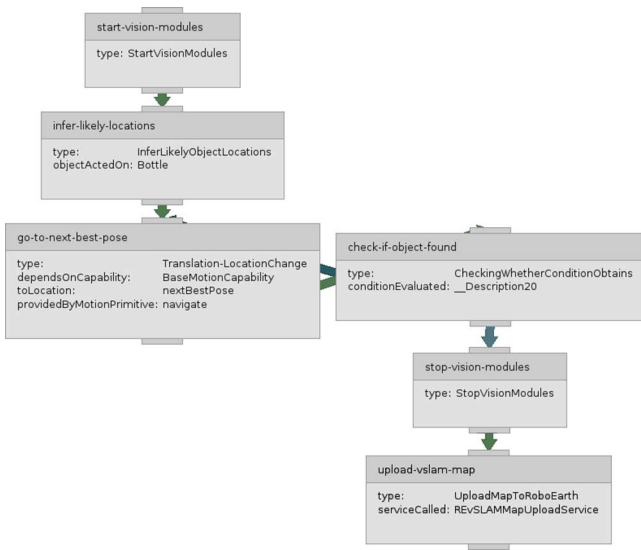 start-vision-modules
type: StartVisionModules
infer-likely-locations
type: InferLikelyObjectLocations
objectActedOn: Bottle
go-to-next-best-pose
type: Translation-LocationChange
dependsOnCapability: BaseMotionCapability
toLocation: nextBestPose
providedByMotionPrimitive: navigate
check-if-object-found
type: CheckingWhetherConditionObtains
conditionEvaluated: __Description20
stop-vision-modules
type: StopVisionModules
upload-vslam-map
type: UploadMapToRoboEarth
serviceCalled: REvSLAMMapUploadService